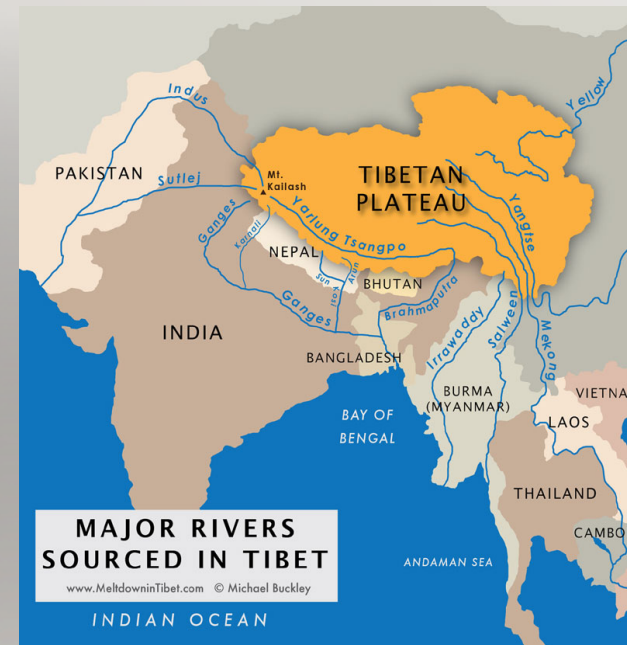 Indus
Yellow
PAKISTAN
Sutlej
Mt.
Kailash
TIBETAN
PLATEAU
Ganges
Karnali
Yarlung Tsangpo
Yangtse
NEPAL
Sun
Kosi
Arun
BHUTAN
Ganges
Brahmaputra
INDIA
BANGLADESH
Irrawaddy
Salween
Mekong
BURMA
(MYANMAR)
VIETNA
LAOS
BAY OF
BENGAL
THAILAND
CAMBO
ANDAMAN SEA
MAJOR RIVERS
SOURCED IN TIBET
www.MeltdowninTibet.com © Michael Buckley
INDIAN OCEAN